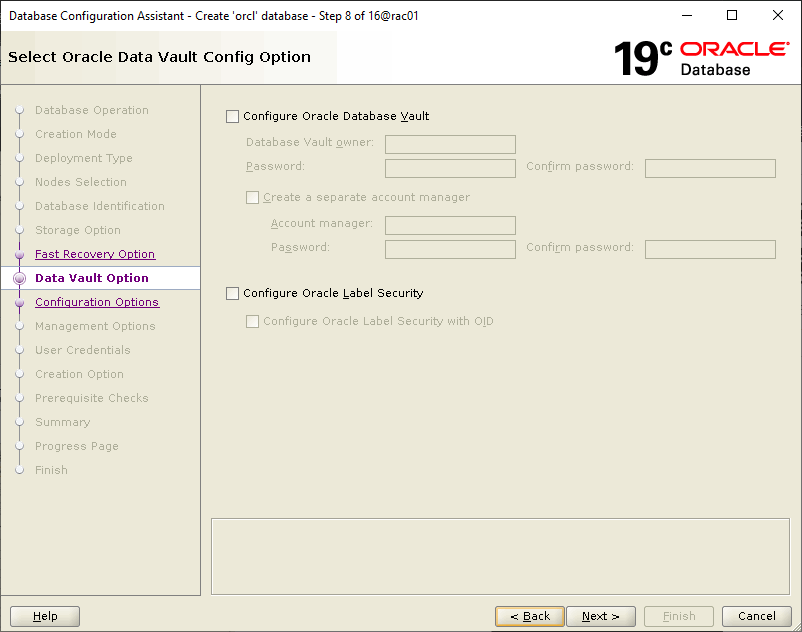 Database Configuration Assistant - Create 'orcl' database - Step 8 of 16@rac01
Select Oracle Data Vault Config Option
19c ORACLE
Database
Database Operation
Creation Mode
Deployment Type
Nodes Selection
Database Identification
Storage Option
Fast Recovery Option
Data Vault Option
Configuration Options
Management Options
User Credentials
Creation Option
Prerequisite Checks
Summary
Progress Page
Finish
Configure Oracle Database Vault
Database Vault owner:
Password: Confirm password:
Create a separate account manager
Account manager:
Password: Confirm password:
Configure Oracle Label Security
Configure Oracle Label Security with OID
Help < Back Next > Finish Cancel